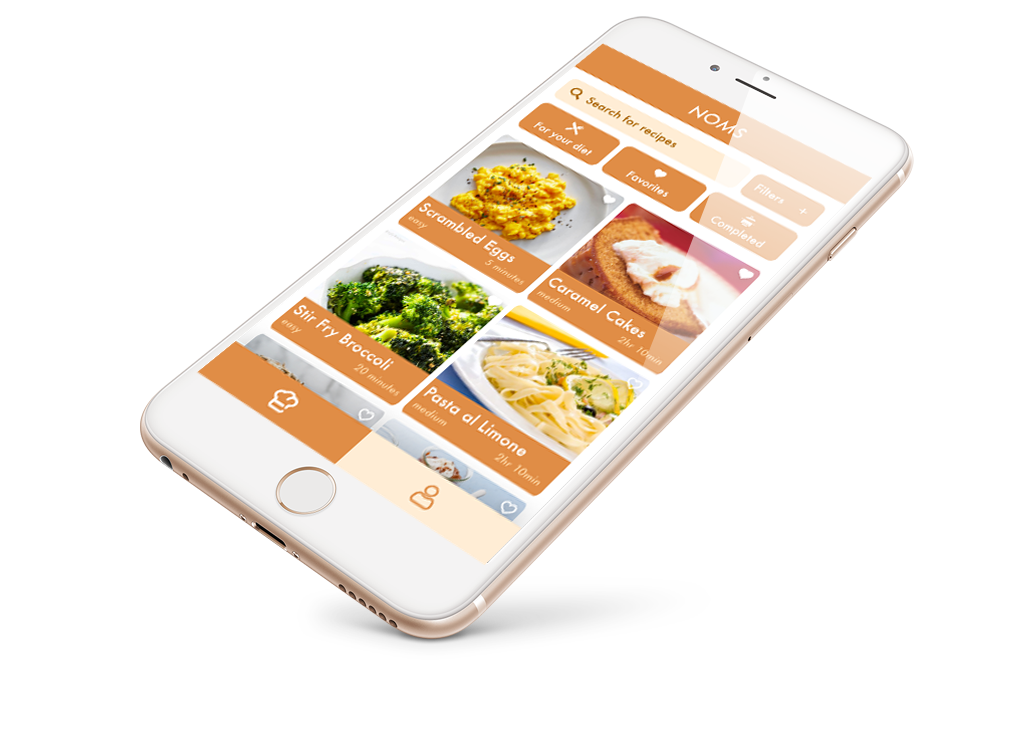 NOMS
Search for recipes
Filters +
For your diet
Favorites
Completed
Scrambled Eggs
easy
5 minutes
Caramel Cakes
medium
2hr 10min
Stir Fry Broccoli
easy
20 minutes
Pasta al Limone
medium
2hr 10min